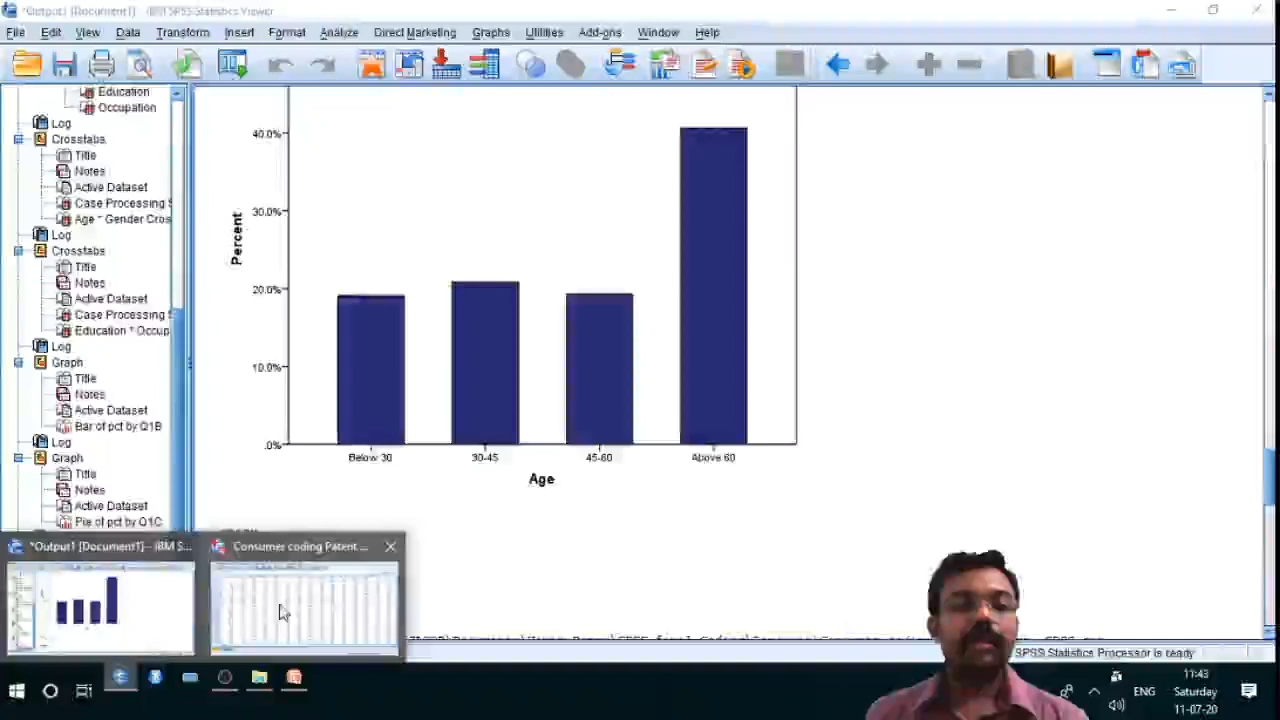 *Output1 [Document1] - IBM SPSS Statistics Viewer
File Edit View Data Transform Insert Format Analyze Direct Marketing Graphs Utilities Add-ons Window Help
Education
Occupation
Log
Crosstabs
Title
Notes
Active Dataset
Case Processing S
Age * Gender Cros
Log
Crosstabs
Title
Notes
Active Dataset
Case Processing S
Education * Occup
Log
Graph
Title
Notes
Active Dataset
Bar of pct by Q1B
Log
Graph
Title
Notes
Active Dataset
Pie of pct by Q1C
40.0%
30.0%
20.0%
10.0%
.0%
Percent
Below 30 30-45 45-60 Above 60
Age
*Output1 [Document1] - IBM S...
Consumer coding Patent ...
SPSS Statistics Processor is ready
ENG
11:43
Saturday
11-07-20